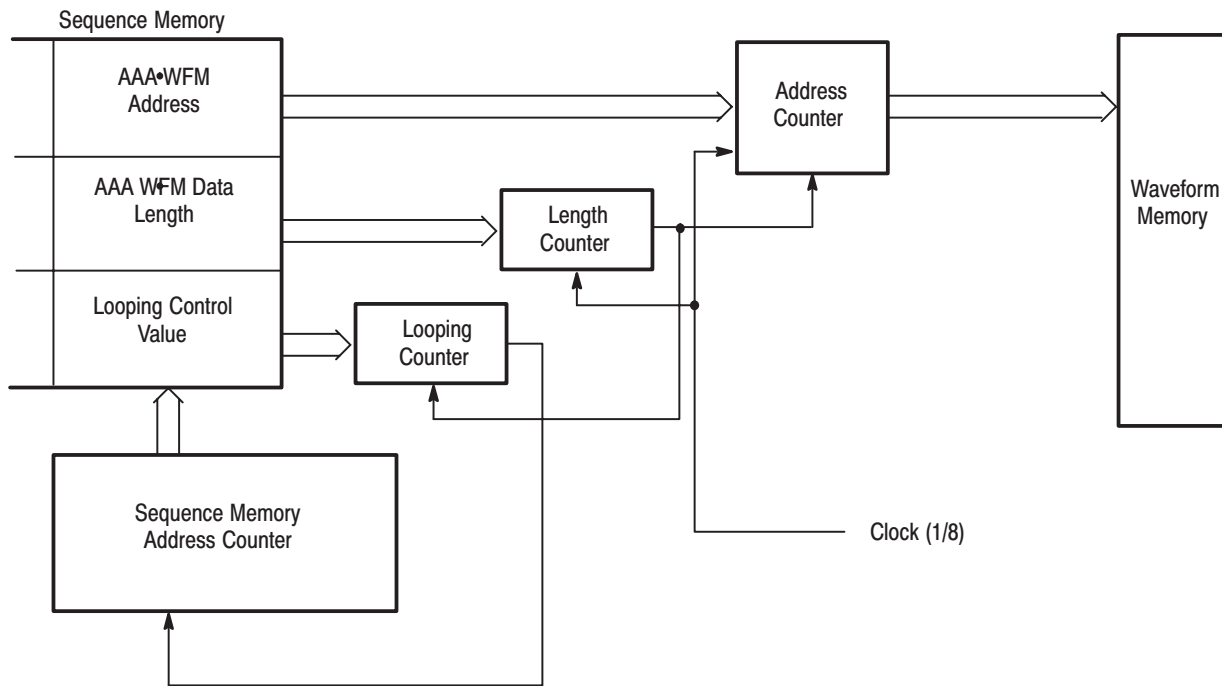 Sequence Memory
AAA•WFM
Address
AAA W•FM Data
Length
Looping Control
Value
Address
Counter
Length
Counter
Looping
Counter
Waveform
Memory
Sequence Memory
Address Counter
Clock (1/8)